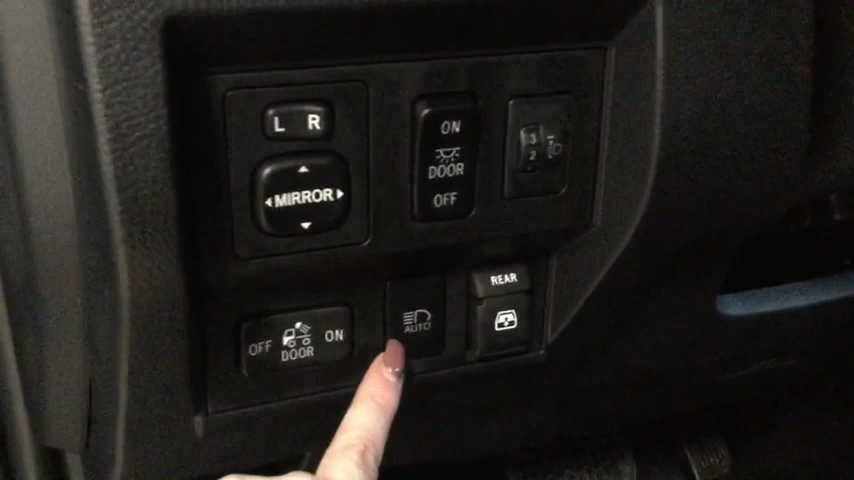 L R
MIRROR
ON
DOOR
OFF
3
2
OFF DOOR ON
AUTO
REAR